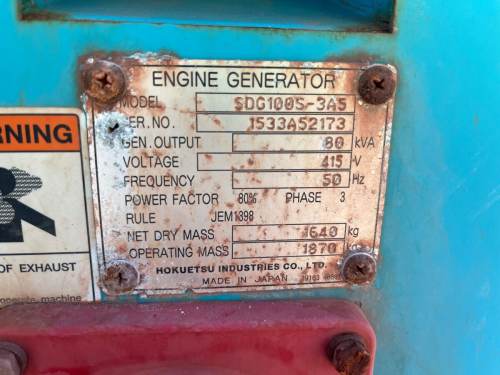 ENGINE GENERATOR
MODEL SDG100S-3A5
SER.NO. 1533A52173
GEN.OUTPUT 80 kVA
VOLTAGE 415 V
FREQUENCY 50 Hz
POWER FACTOR 80% PHASE 3
RULE JEM1398
NET DRY MASS 1640 kg
OPERATING MASS 1870 kg
HOKUETSU INDUSTRIES CO., LTD.
MADE IN JAPAN
RNING
OF EXHAUST
operate machine